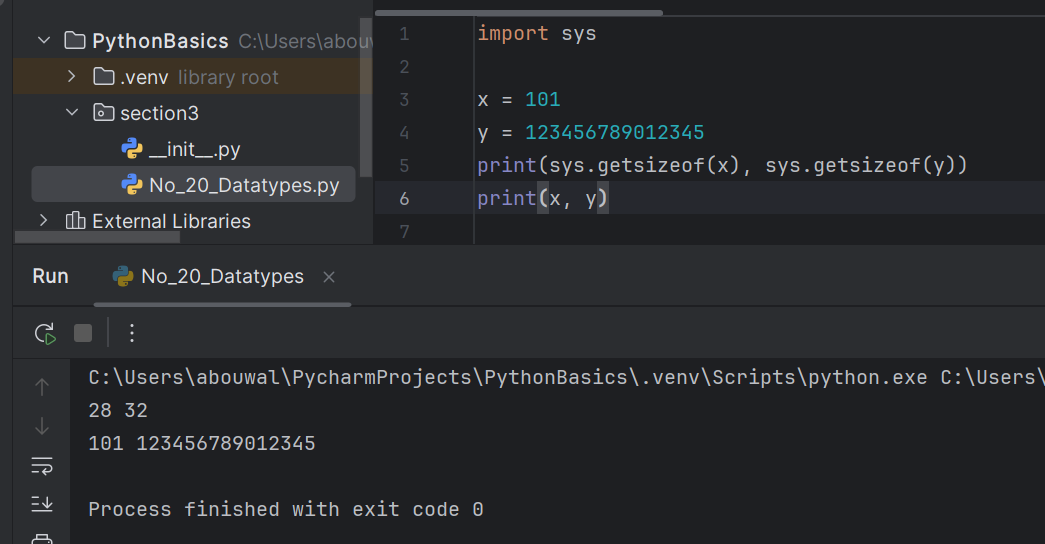 PythonBasics C:\Users\abouw
.venv library root
section3
__init__.py
No_20_Datatypes.py
External Libraries
1 import sys
2
3 x = 101
4 y = 123456789012345
5 print(sys.getsizeof(x), sys.getsizeof(y))
6 print(x, y)
7
Run No_20_Datatypes
C:\Users\abouwal\PycharmProjects\PythonBasics\.venv\Scripts\python.exe C:\Users\
28 32
101 123456789012345
Process finished with exit code 0